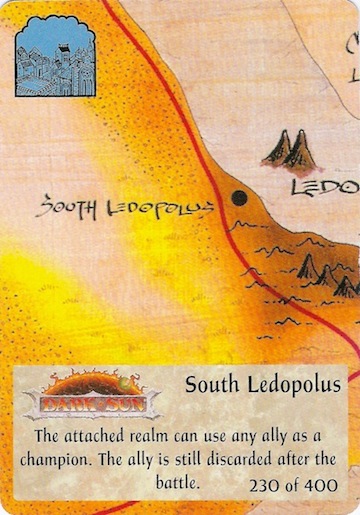 C
L
LEDO
SOUTH LEDOPOLUS
DARK SUN
South Ledopolus
The attached realm can use any ally as a
champion. The ally is still discarded after the
battle.
230 of 400